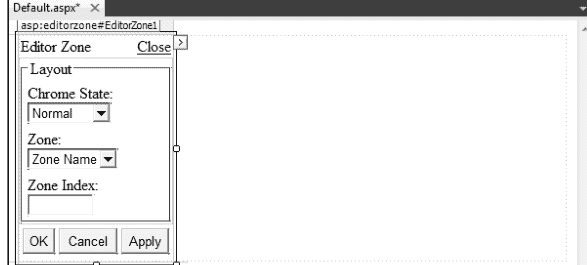 Default.aspx* ×
asp:editorzone#EditorZone1
Editor Zone Close
Layout
Chrome State:
Normal
Zone:
Zone Name
Zone Index:
OK Cancel Apply